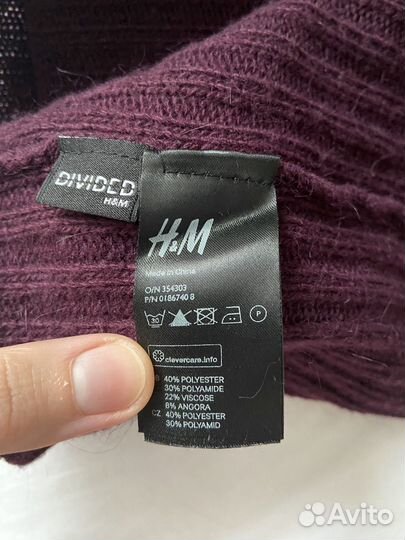 DIVIDED
H&M
H&M
Made in China
O/N 354303
P/N 0186740 8
30
P
clevercare.info
40% POLYESTER
30% POLYAMIDE
22% VISCOSE
8% ANGORA
CZ 40% POLYESTER
30% POLYAMID
Avito